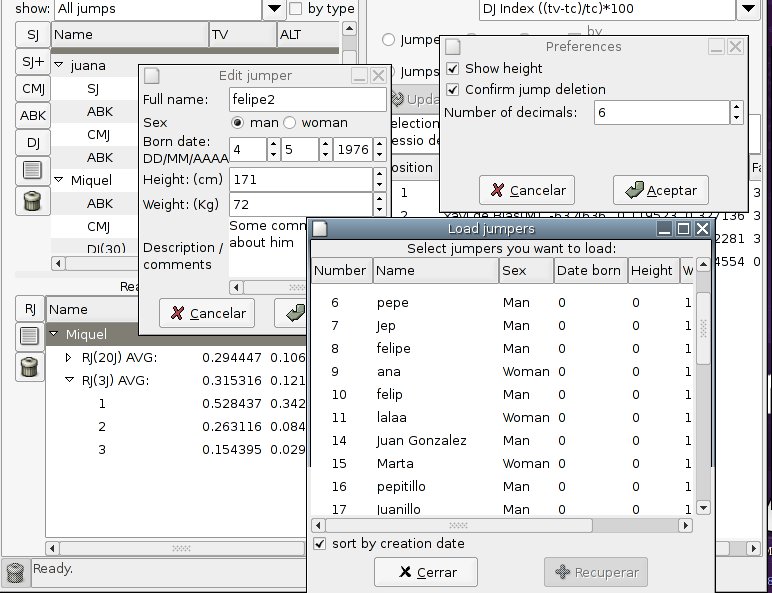 show: All jumps by type
DJ Index ((tv-tc)/tc)*100
SJ Name TV ALT
SJ+ juana
CMJ SJ
ABK ABK
DJ CMJ
ABK
Miquel
ABK
CMJ
DJ(30)
by
Jumps
Preferences
Show height
Confirm jump deletion
Number of decimals: 6
Cancelar Aceptar
Edit jumper
Full name: felipe2
Sex man woman
Born date:
DD/MM/AAAA 4 5 1976
Height: (cm) 171
Weight: (Kg) 72
Description /
comments
Some comm
about him
Cancelar
1
2
RJ Name
Miquel
RJ(20J) AVG: 0.294447 0.106
RJ(3J) AVG: 0.315316 0.121
1 0.528437 0.342
2 0.263116 0.084
3 0.154395 0.029
Load jumpers
Select jumpers you want to load:
Number Name Sex Date born Height W
6 pepe Man 0 0 1
7 Jep Man 0 0 1
8 felipe Man 0 0 1
9 ana Woman 0 0 1
10 felip Man 0 0 1
11 lalaa Woman 0 0 1
14 Juan Gonzalez Man 0 0 1
15 Marta Woman 0 0 1
16 pepitillo Man 0 0 1
17 Juanillo Man 0 0 1
sort by creation date
Cerrar Recuperar
Ready.